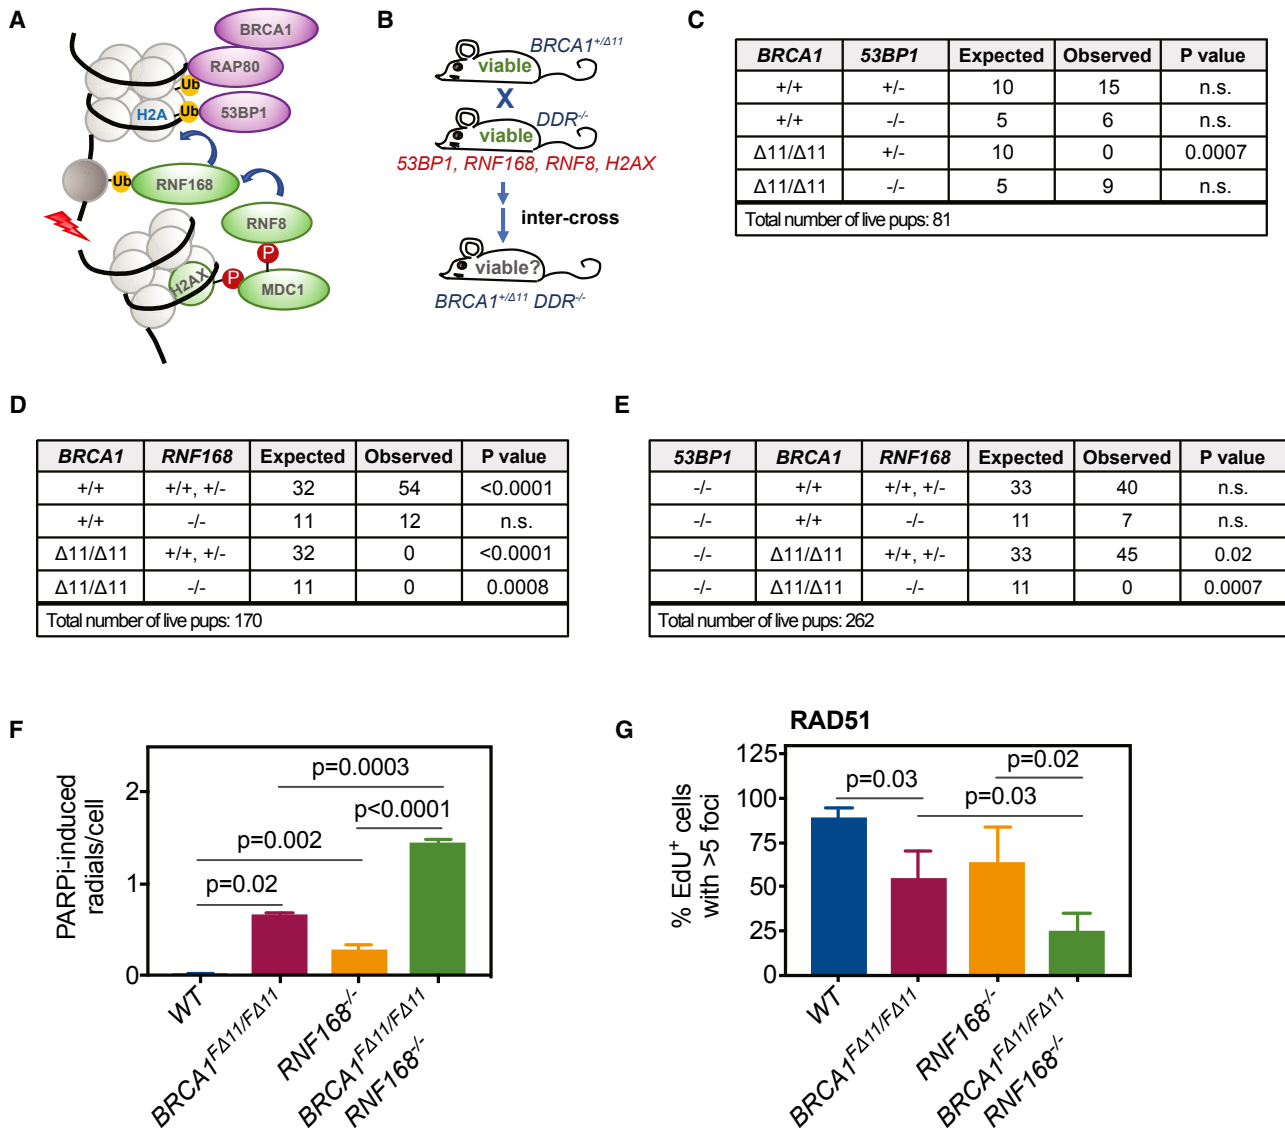 A
BRCA1
RAP80
Ub
H2A
Ub
53BP1
Ub
RNF168
RNF8
P
H2AX
P
MDC1
B
BRCA1+/Δ11
viable
X
DDR-/-
viable
53BP1, RNF168, RNF8, H2AX
inter-cross
viable?
BRCA1+/Δ11 DDR-/-
C
BRCA1 53BP1 Expected Observed P value
+/+ +/- 10 15 n.s.
+/+ -/- 5 6 n.s.
Δ11/Δ11 +/- 10 0 0.0007
Δ11/Δ11 -/- 5 9 n.s.
Total number of live pups: 81
D
BRCA1 RNF168 Expected Observed P value
+/+ +/+, +/- 32 54 <0.0001
+/+ -/- 11 12 n.s.
Δ11/Δ11 +/+, +/- 32 0 <0.0001
Δ11/Δ11 -/- 11 0 0.0008
Total number of live pups: 170
E
53BP1 BRCA1 RNF168 Expected Observed P value
-/- +/+ +/+, +/- 33 40 n.s.
-/- +/+ -/- 11 7 n.s.
-/- Δ11/Δ11 +/+, +/- 33 45 0.02
-/- Δ11/Δ11 -/- 11 0 0.0007
Total number of live pups: 262
F
PARPi-induced
radials/cell
2
1
0
p=0.0003
p<0.0001
p=0.002
p=0.02
WT
BRCA1FΔ11/FΔ11
RNF168-/-
BRCA1FΔ11/FΔ11
RNF168-/-
G
RAD51
% EdU+ cells
with >5 foci
125
100
75
50
25
0
p=0.02
p=0.03
p=0.03
WT
BRCA1FΔ11/FΔ11
RNF168-/-
BRCA1FΔ11/FΔ11
RNF168-/-